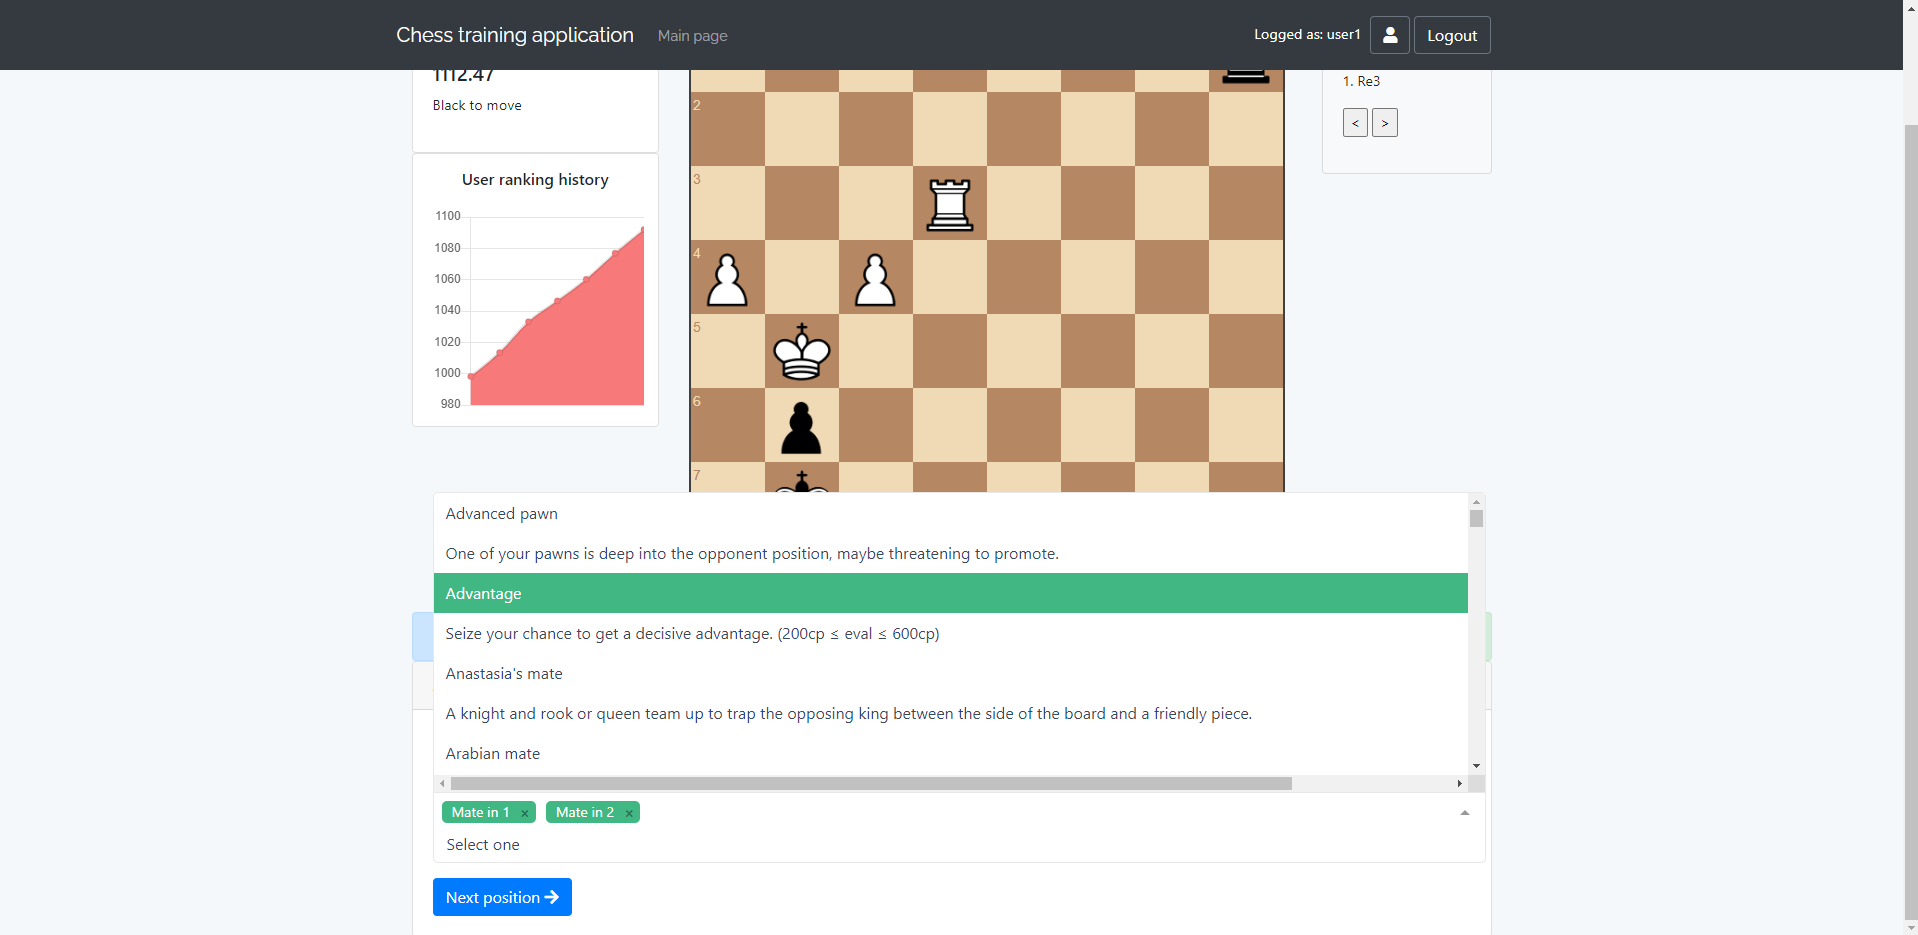 Chess training application
Main page
Logged as: user1
Logout
1112.47
Black to move
User ranking history
1100
1080
1060
1040
1020
1000
980
2
3
4
5
6
7
1. Re3
<
>
Advanced pawn
One of your pawns is deep into the opponent position, maybe threatening to promote.
Advantage
Seize your chance to get a decisive advantage. (200cp ≤ eval ≤ 600cp)
Anastasia's mate
A knight and rook or queen team up to trap the opposing king between the side of the board and a friendly piece.
Arabian mate
Mate in 1 ×
Mate in 2 ×
Select one
Next position